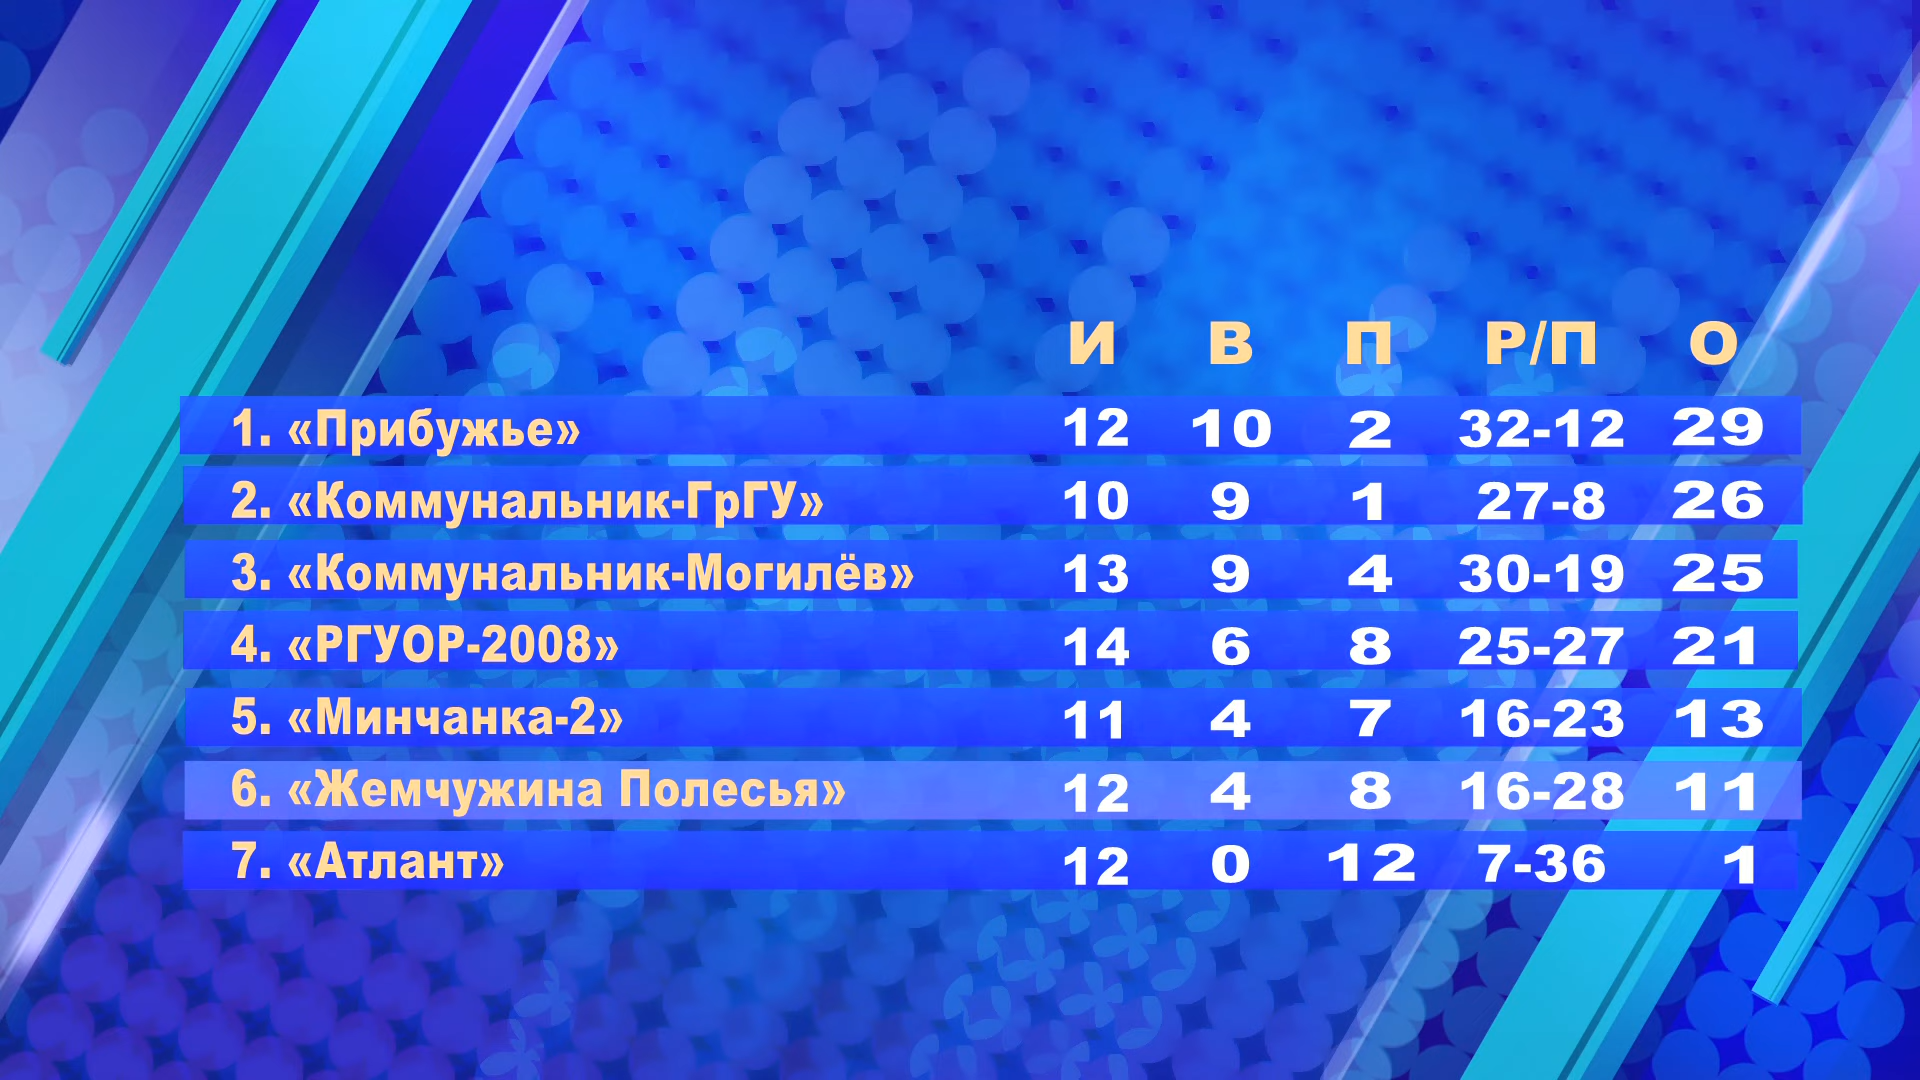 И В П Р/П О
1. «Прибужье» 12 10 2 32-12 29
2. «Коммунальник-ГрГУ» 10 9 1 27-8 26
3. «Коммунальник-Могилёв» 13 9 4 30-19 25
4. «РГУОР-2008» 14 6 8 25-27 21
5. «Минчанка-2» 11 4 7 16-23 13
6. «Жемчужина Полесья» 12 4 8 16-28 11
7. «Атлант» 12 0 12 7-36 1